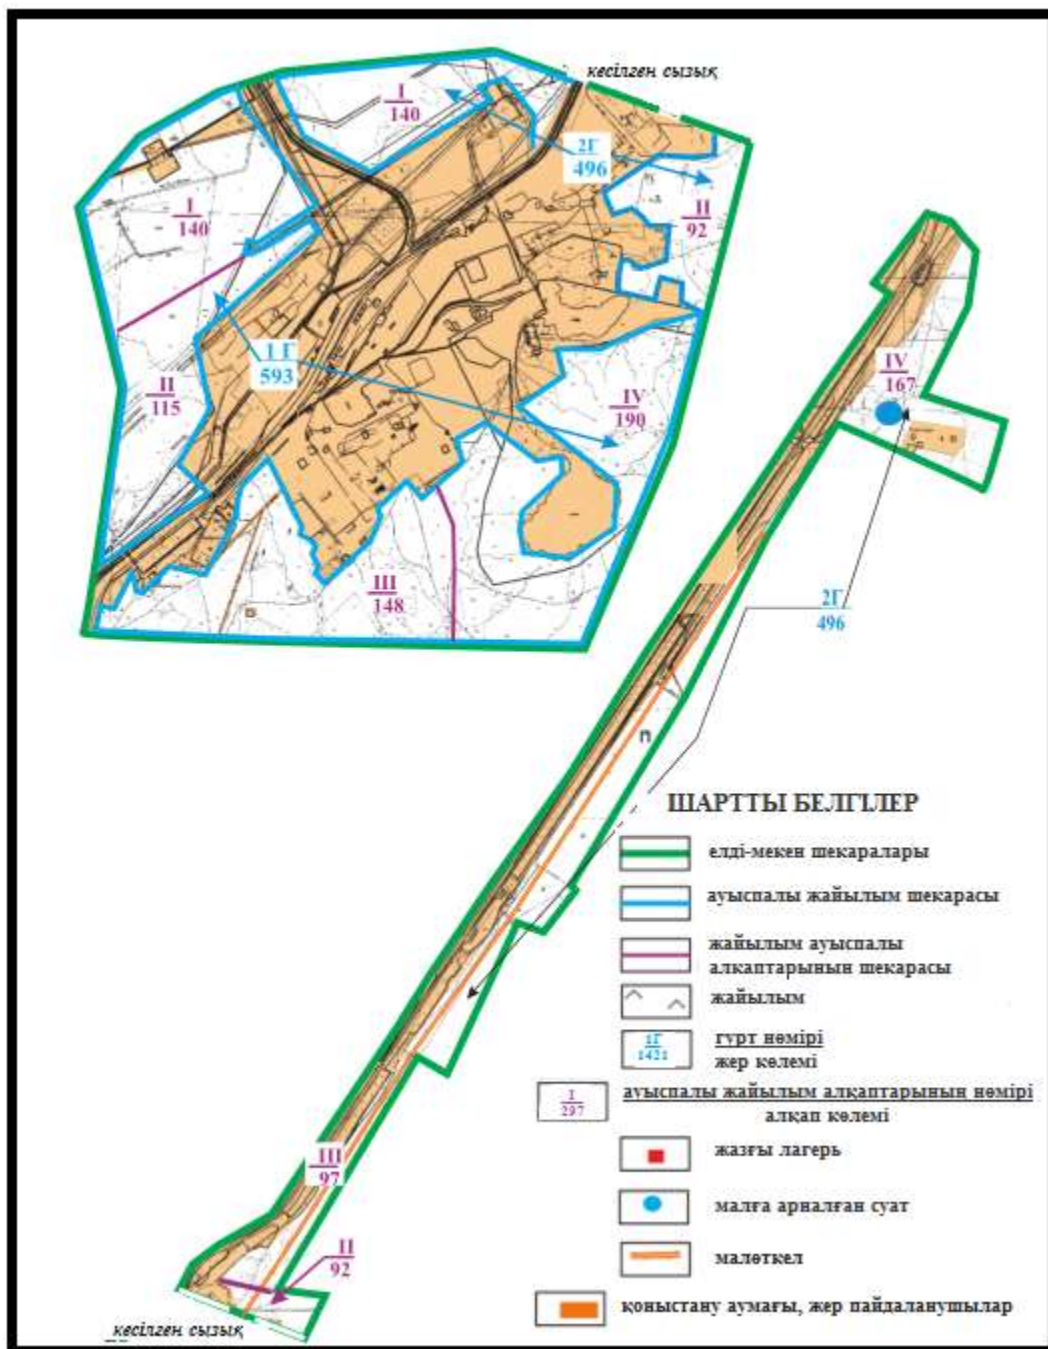 кесілген сызық
I
140
2Г
496
I
140
II
92
1 Г
593
II
115
IV
190
III
148
IV
167
2Г
496
П
ШАРТТЫ БЕЛГІЛЕР
елді-мекен шекаралары
ауыспалы жайылым шекарасы
жайылым ауыспалы
алқаптарының шекарасы
жайылым
1Г
1421
гурт нөмірі
жер көлемі
I
297
ауыспалы жайылым алқаптарының нөмірі
алқап көлемі
жазғы лагерь
малға арналған суат
малөткел
қоныстану аумағы, жер пайдаланушылар
III
97
II
92
кесілген сызық